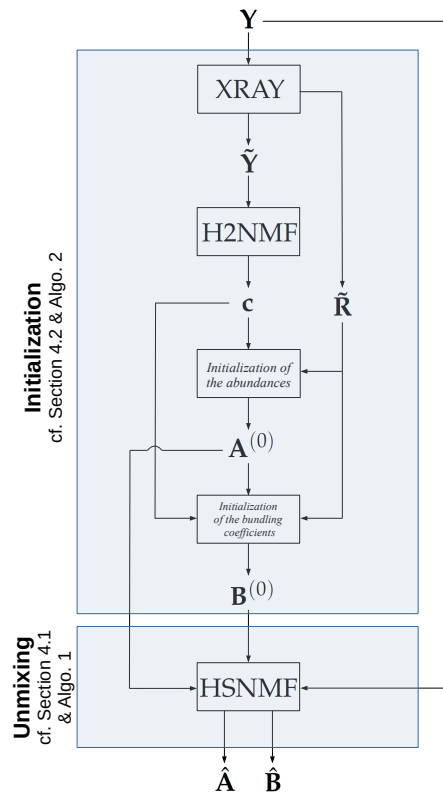 Y
XRAY
Ỹ
H2NMF
c
R̃
Initialization of
the abundances
A⁽⁰⁾
Initialization
of the bundling
coefficients
B⁽⁰⁾
Initialization
cf. Section 4.2 & Algo. 2
HSNMF
Unmixing
cf. Section 4.1
& Algo. 1
Â
B̂